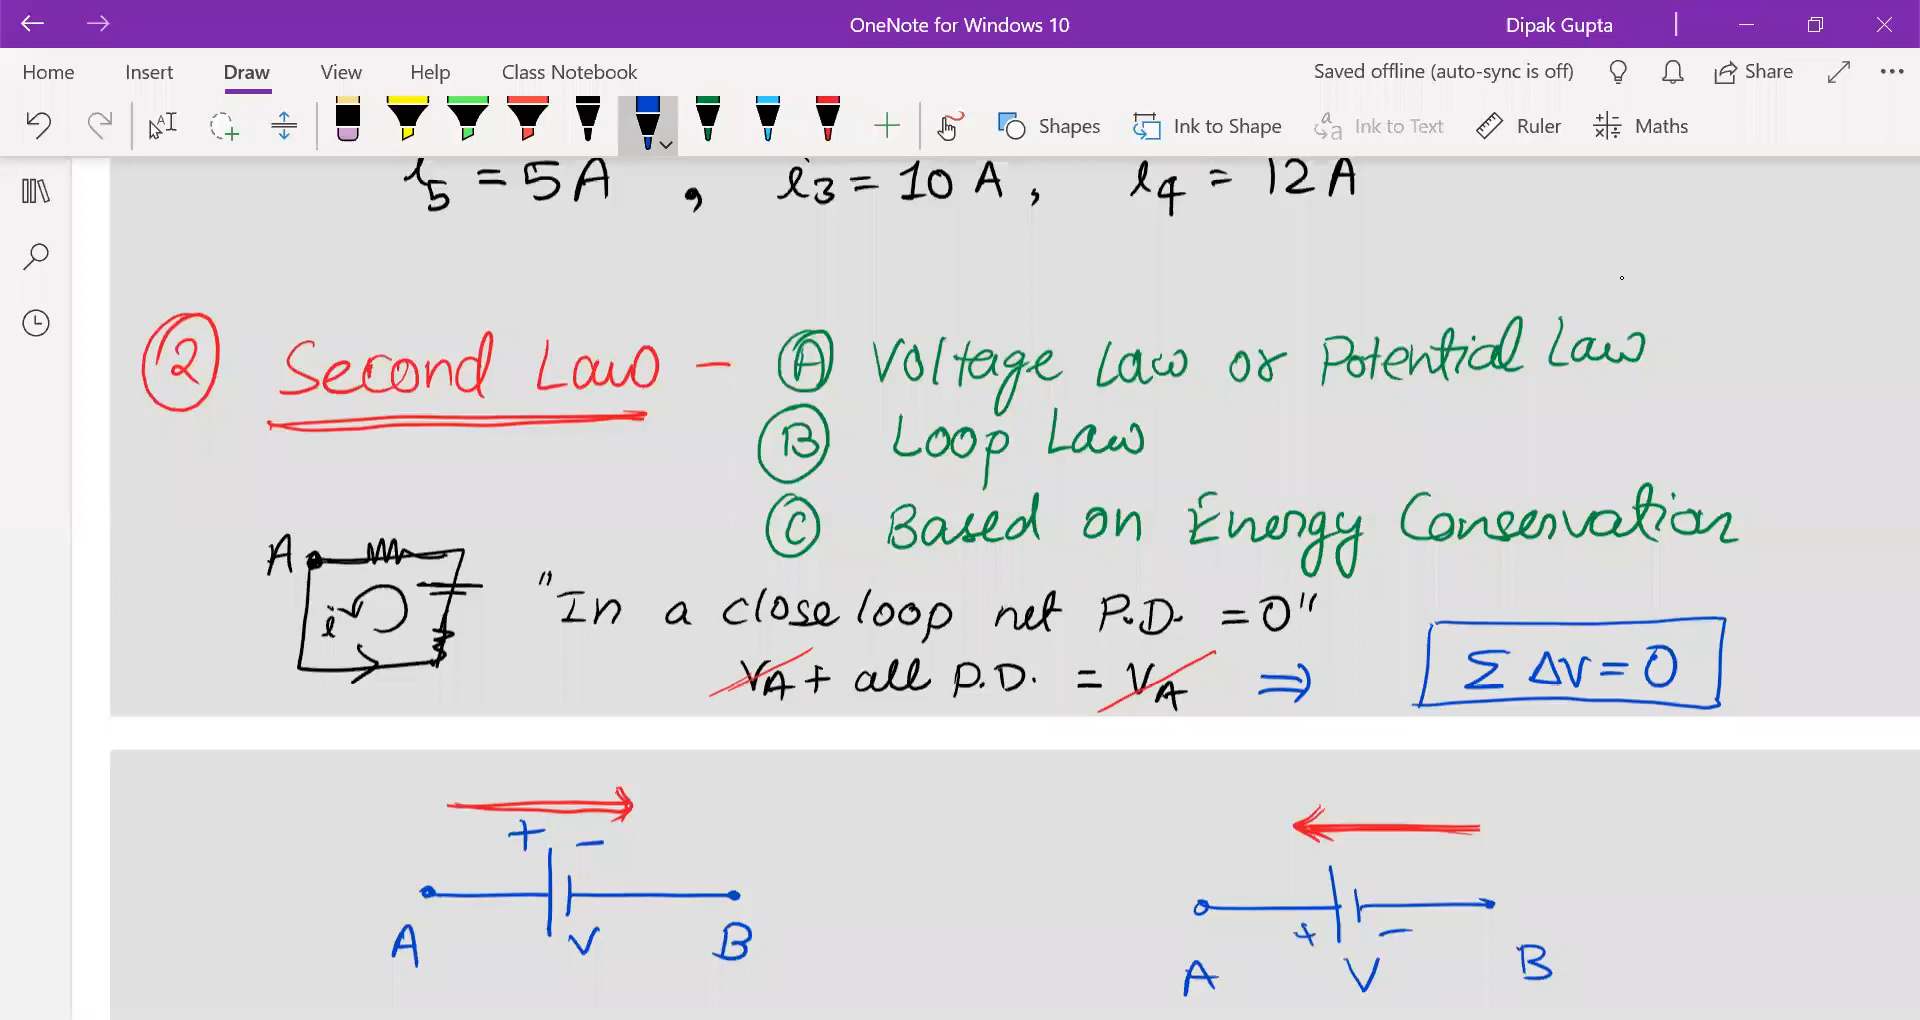 OneNote for Windows 10
Dipak Gupta
Home Insert Draw View Help Class Notebook
Saved offline (auto-sync is off)
Share
Shapes
Ink to Shape
Ink to Text
Ruler
Maths
i5 = 5A , i3 = 10 A , i4 = 12 A
② Second Law - Ⓐ Voltage Law or Potential Law
Ⓑ Loop Law
Ⓒ Based on Energy Conservation
A
i
"In a close loop net P.D. = 0"
VA + all P.D. = VA ⇒ Σ ΔV = 0
+ -
A V B
+ -
A V B